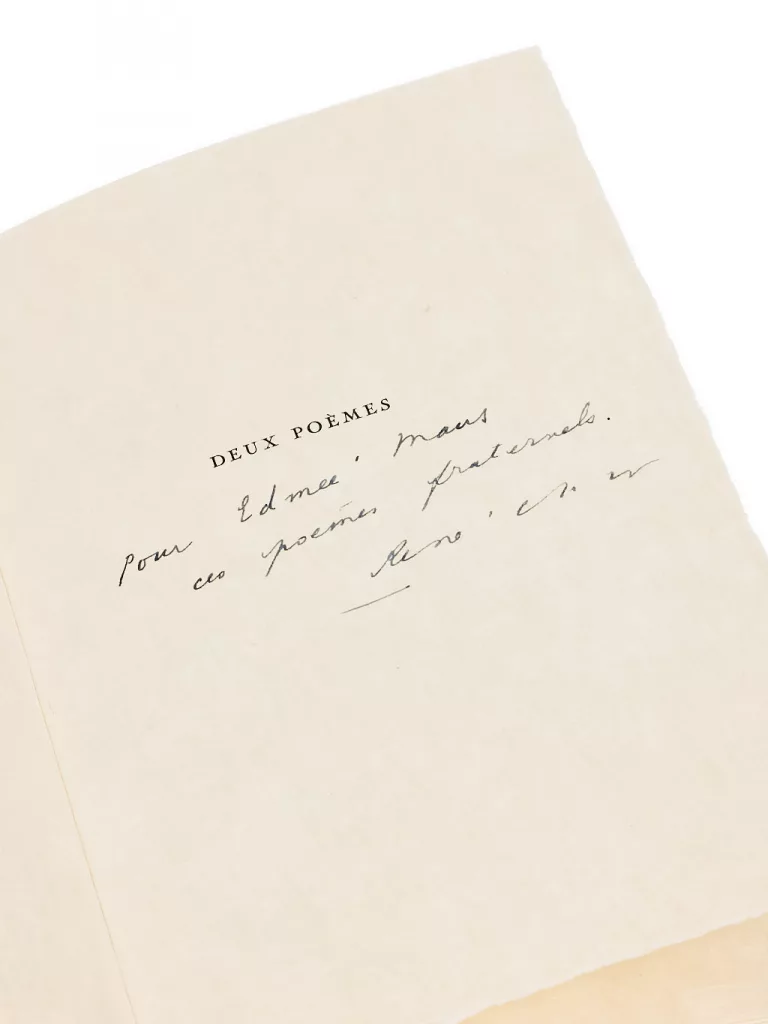 DEUX POÈMES
pour Edmée, Maus
ces poèmes fraternels.
René Char